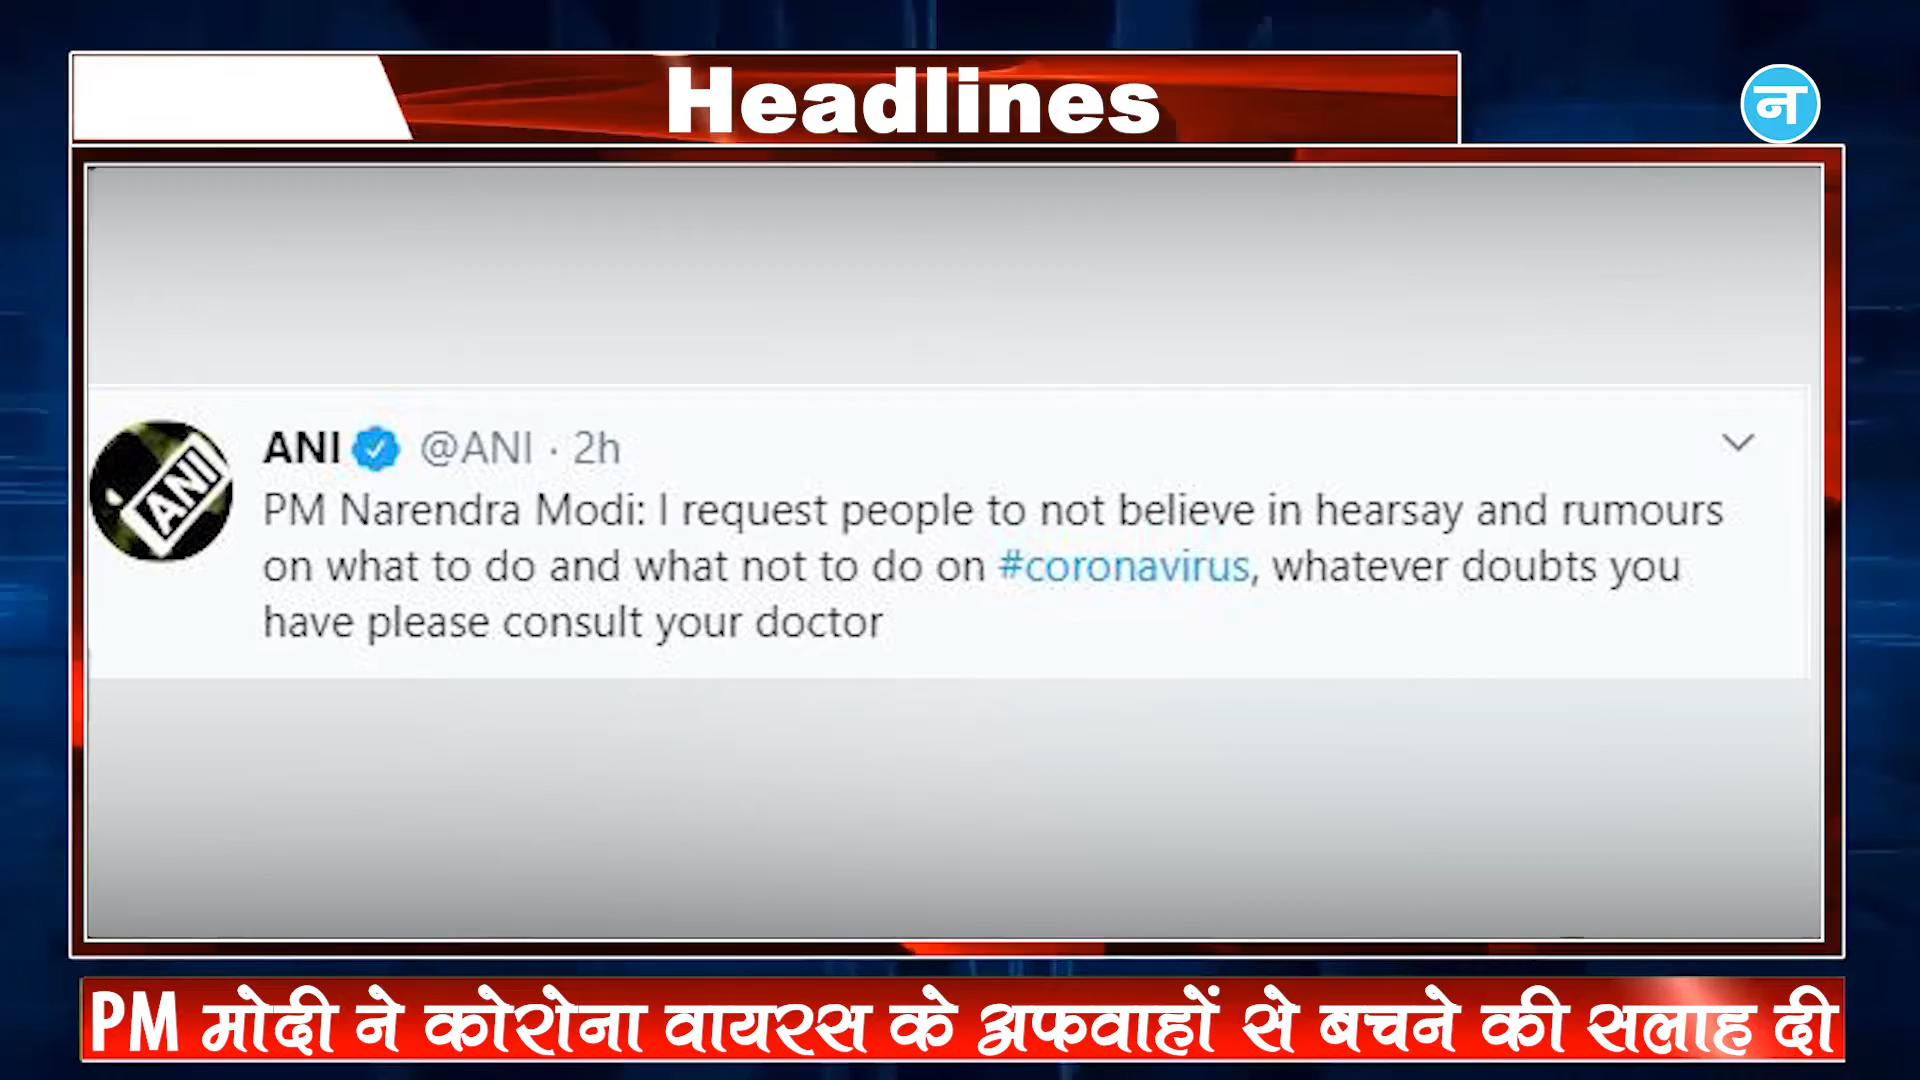 Headlines
न
ANI @ANI · 2h
ANI
PM Narendra Modi: I request people to not believe in hearsay and rumours
on what to do and what not to do on #coronavirus, whatever doubts you
have please consult your doctor
PM मोदी ने कोरोना वायरस के अफवाहों से बचने की सलाह दी